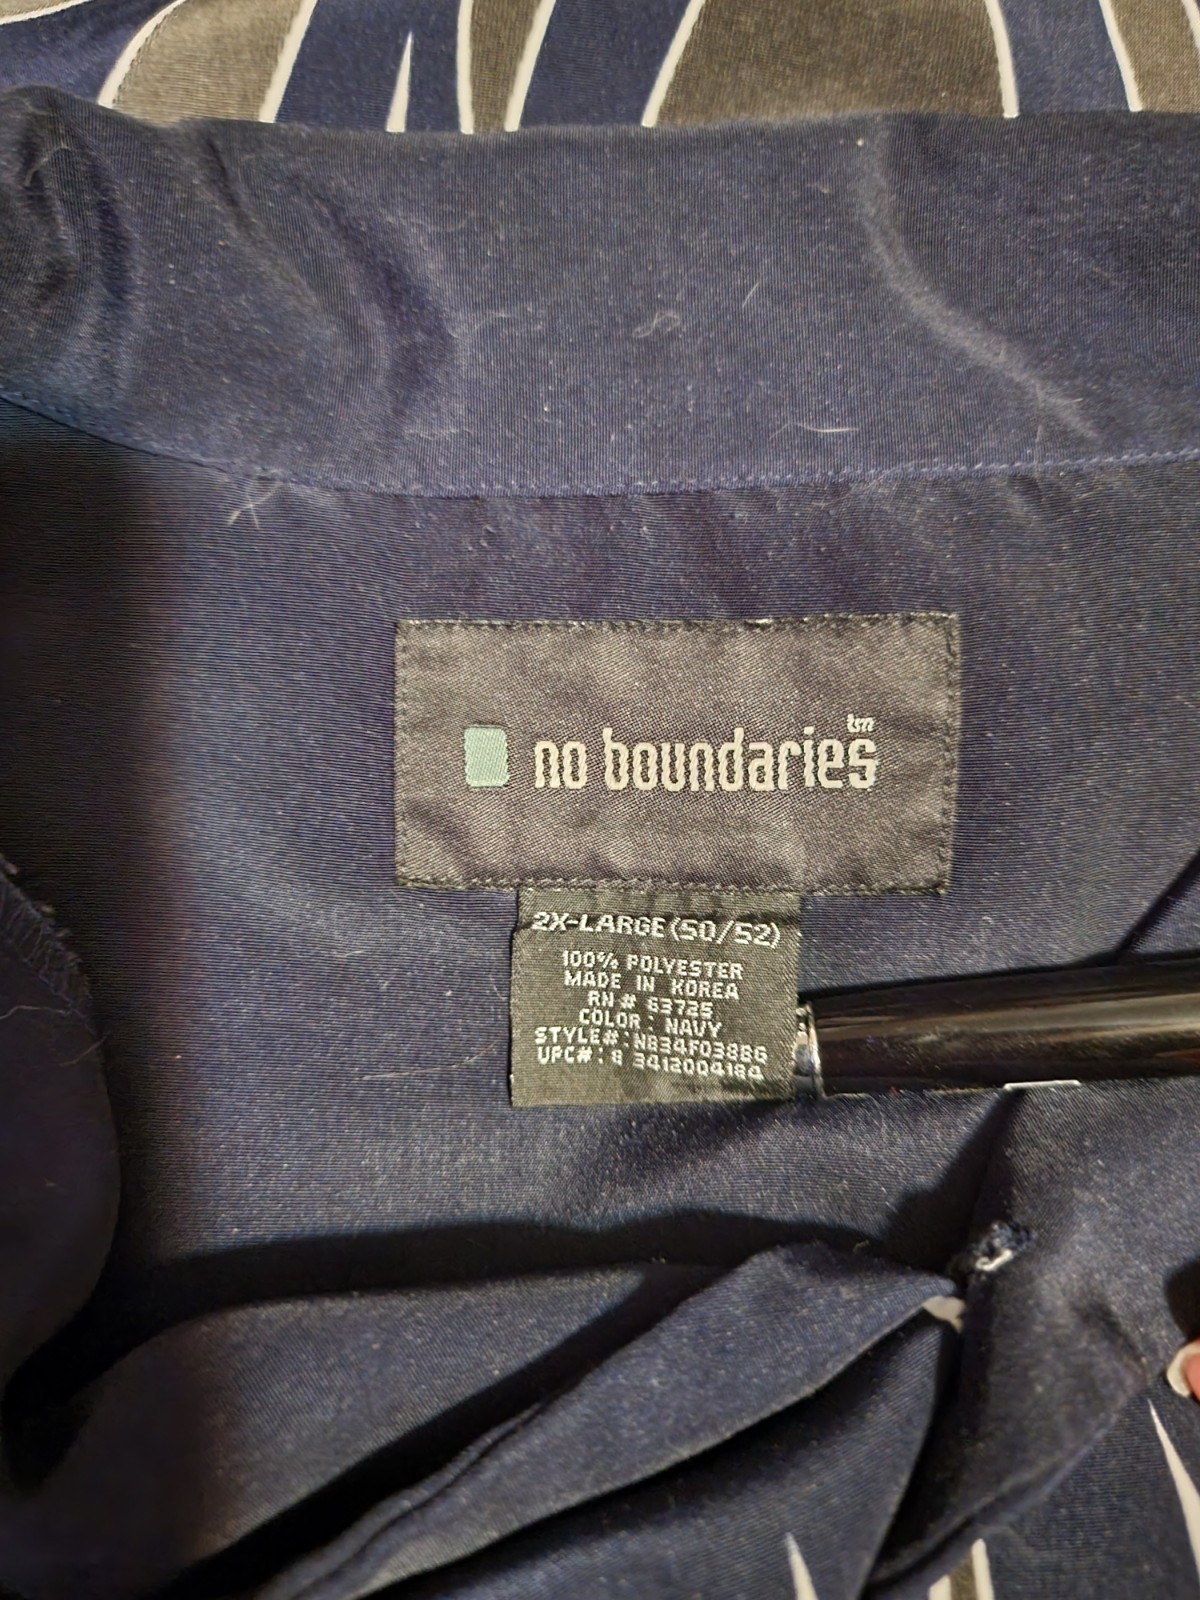 no boundaries tm
2X-LARGE (50/52)
100% POLYESTER
MADE IN KOREA
RN # 63725
COLOR : NAVY
STYLE# : NB34F038BG
UPC# : 8 3412004184